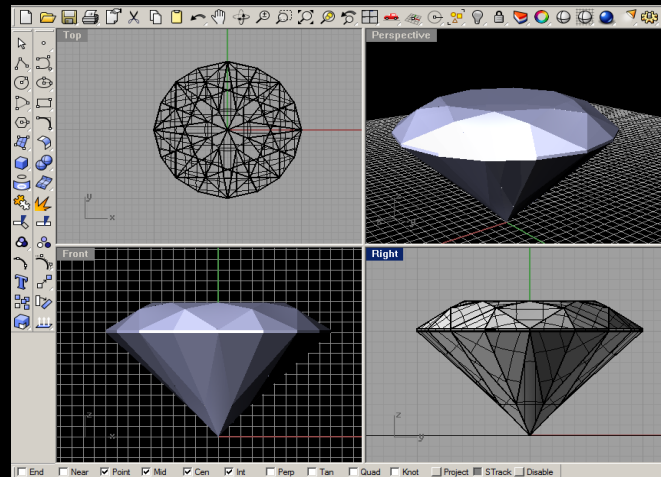 Top
Perspective
y
x
Front
Right
z
x
z
y
End Near Point Mid Cen Int Perp Tan Quad Knot Project STrack Disable